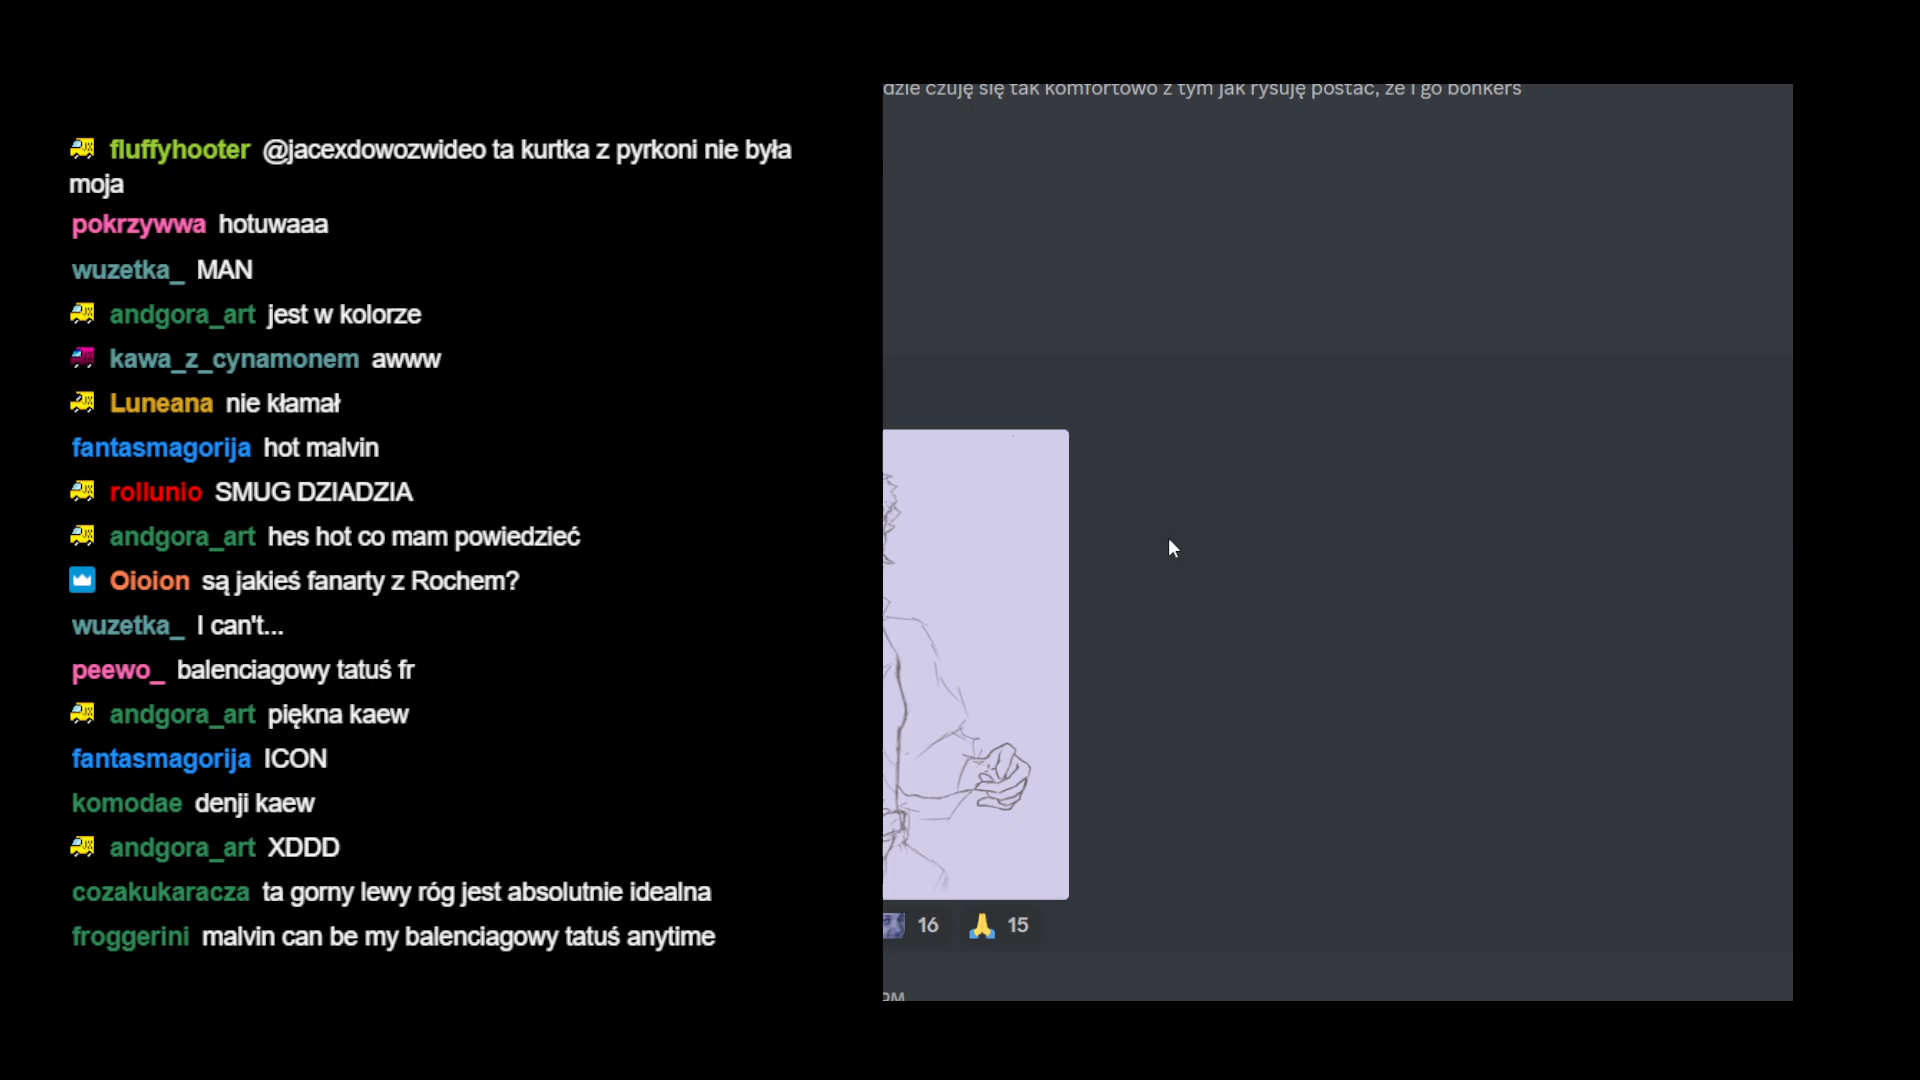 dzie czuję się tak komfortowo z tym jak rysuję postać, że i go bonkers
fluffyhooter @jacexdowozwideo ta kurtka z pyrkoni nie była
moja
pokrzywwa hotuwaaa
wuzetka_ MAN
andgora_art jest w kolorze
kawa_z_cynamonem awww
Luneana nie kłamał
fantasmagorija hot malvin
rollunio SMUG DZIADZIA
andgora_art hes hot co mam powiedzieć
Oioion są jakieś fanarty z Rochem?
wuzetka_ I can't...
peewo_ balenciagowy tatuś fr
andgora_art piękna kaew
fantasmagorija ICON
komodae denji kaew
andgora_art XDDD
cozakukaracza ta gorny lewy róg jest absolutnie idealna
froggerini malvin can be my balenciagowy tatuś anytime
16 15
PM